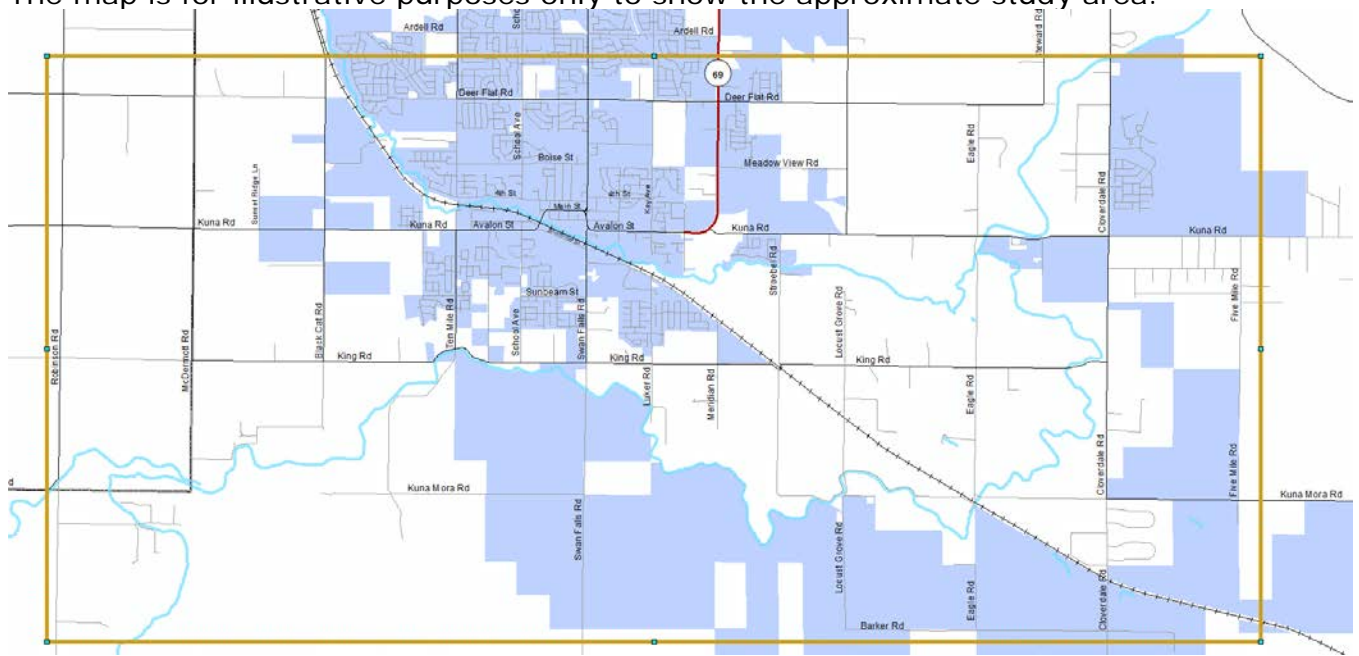 The map is for illustrative purposes only to show the approximate study area.
Ardell Rd
Ardell Rd
69
Deer Flat Rd
Deer Flat Rd
School Ave
Boise St
Meadow View Rd
Eagle Rd
Sunset Ridge Ln
4th St
4th St
Kay Ave
Main St
Cloverdale Rd
Kuna Rd
Kuna Rd
Avalon St
Avalon St
Kuna Rd
Kuna Rd
Straebel Rd
Sunbeam St
Five Mile Rd
Robinson Rd
McDermott Rd
Black Cat Rd
Ten Mile Rd
School Ave
Swan Falls Rd
Locust Grove Rd
King Rd
King Rd
King Rd
Luker Rd
Meridian Rd
Eagle Rd
Cloverdale Rd
Five Mile Rd
Kuna Mora Rd
Kuna Mora Rd
Swan Falls Rd
Locust Grove Rd
Eagle Rd
Cloverdale Rd
Barker Rd